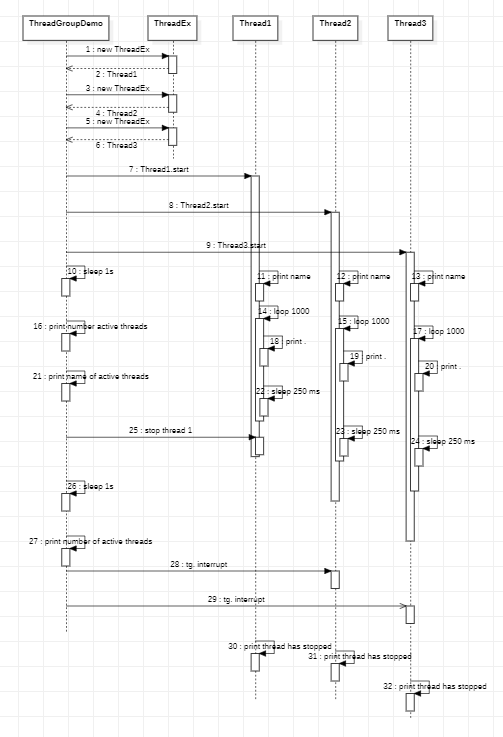 ThreadGroupDemo
ThreadEx
Thread1
Thread2
Thread3
1 : new ThreadEx
2 : Thread1
3 : new ThreadEx
4 : Thread2
5 : new ThreadEx
6 : Thread3
7 : Thread1.start
8 : Thread2.start
9 : Thread3.start
10 : sleep 1s
11 : print name
12 : print name
13 : print name
14 : loop 1000
15 : loop 1000
16 : print number active threads
17 : loop 1000
18 : print .
19 : print .
20 : print .
21 : print name of active threads
22 : sleep 250 ms
23 : sleep 250 ms
24 : sleep 250 ms
25 : stop thread 1
26 : sleep 1s
27 : print number of active threads
28 : tg. interrupt
29 : tg. interrupt
30 : print thread has stopped
31 : print thread has stopped
32 : print thread has stopped